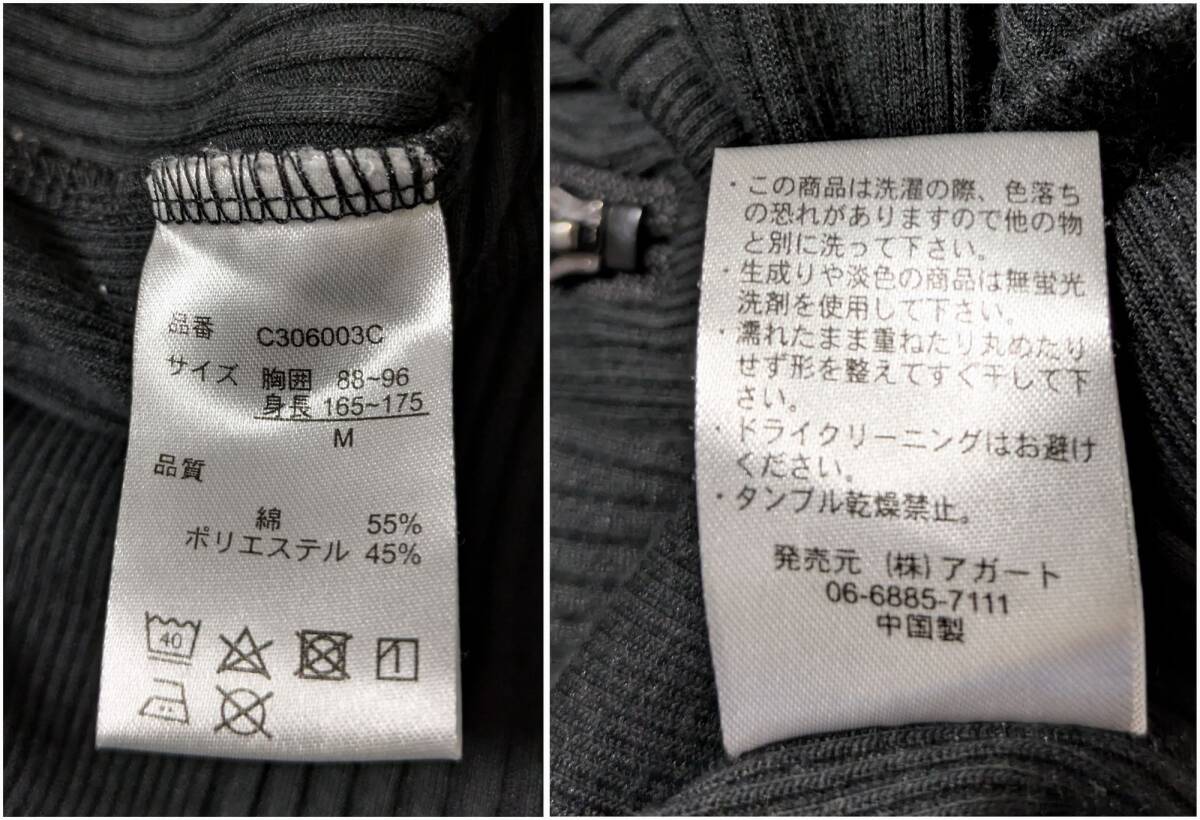 品番 C306003C
サイズ 胸囲 88~96
身長 165~175
M
品質
綿 55%
ポリエステル 45%
40
・この商品は洗濯の際、色落ち
の恐れがありますので他の物
と別に洗って下さい。
・生成りや淡色の商品は無蛍光
洗剤を使用して下さい。
・濡れたまま重ねたり丸めたり
せず形を整えてすぐ干して下
さい。
・ドライクリーニングはお避け
ください。
・タンブル乾燥禁止。
発売元 (株)アガート
06-6885-7111
中国製